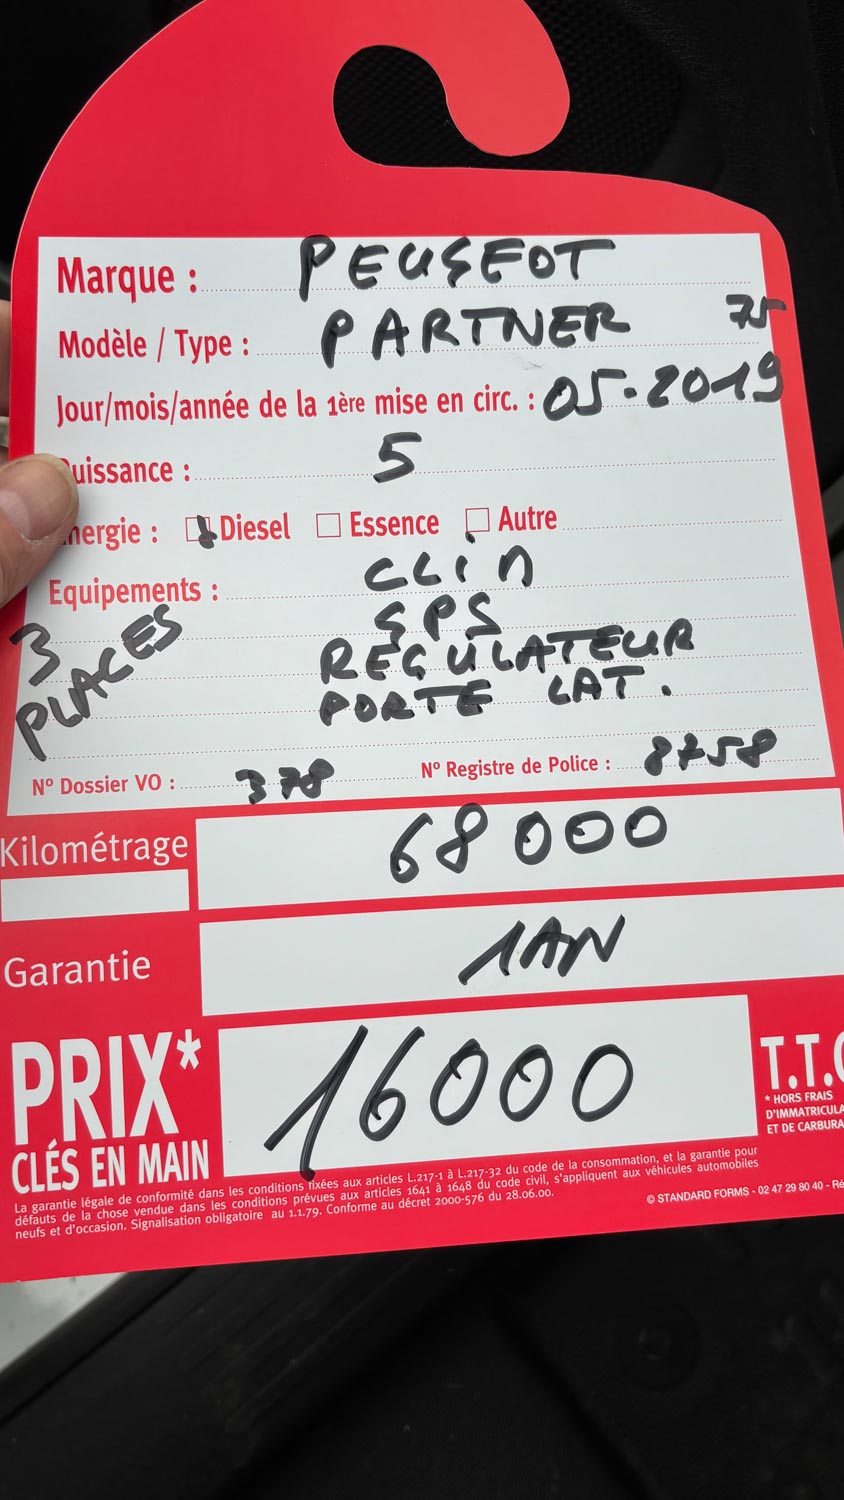 Marque : PEUGEOT
Modèle / Type : PARTNER 75
Jour/mois/année de la 1ère mise en circ. : 05-2019
uissance : 5
nergie : Diesel Essence Autre
Equipements : CLIM
GPS
REGULATEUR
PORTE LAT.
3
PLACES
N° Dossier VO : 378 N° Registre de Police : 8758
Kilométrage 68000
Garantie 1AN
PRIX* 16000 T.T.C
CLÉS EN MAIN
* HORS FRAIS
D'IMMATRICULA
ET DE CARBURA
La garantie légale de conformité dans les conditions fixées aux articles L.217-1 à L.217-32 du code de la consommation, et la garantie pour
défauts de la chose vendue dans les conditions prévues aux articles 1641 à 1648 du code civil, s'appliquent aux véhicules automobiles
neufs et d'occasion. Signalisation obligatoire au 1.1.79. Conforme au décret 2000-576 du 28.06.00.
© STANDARD FORMS - 02 47 29 80 40 - Ré